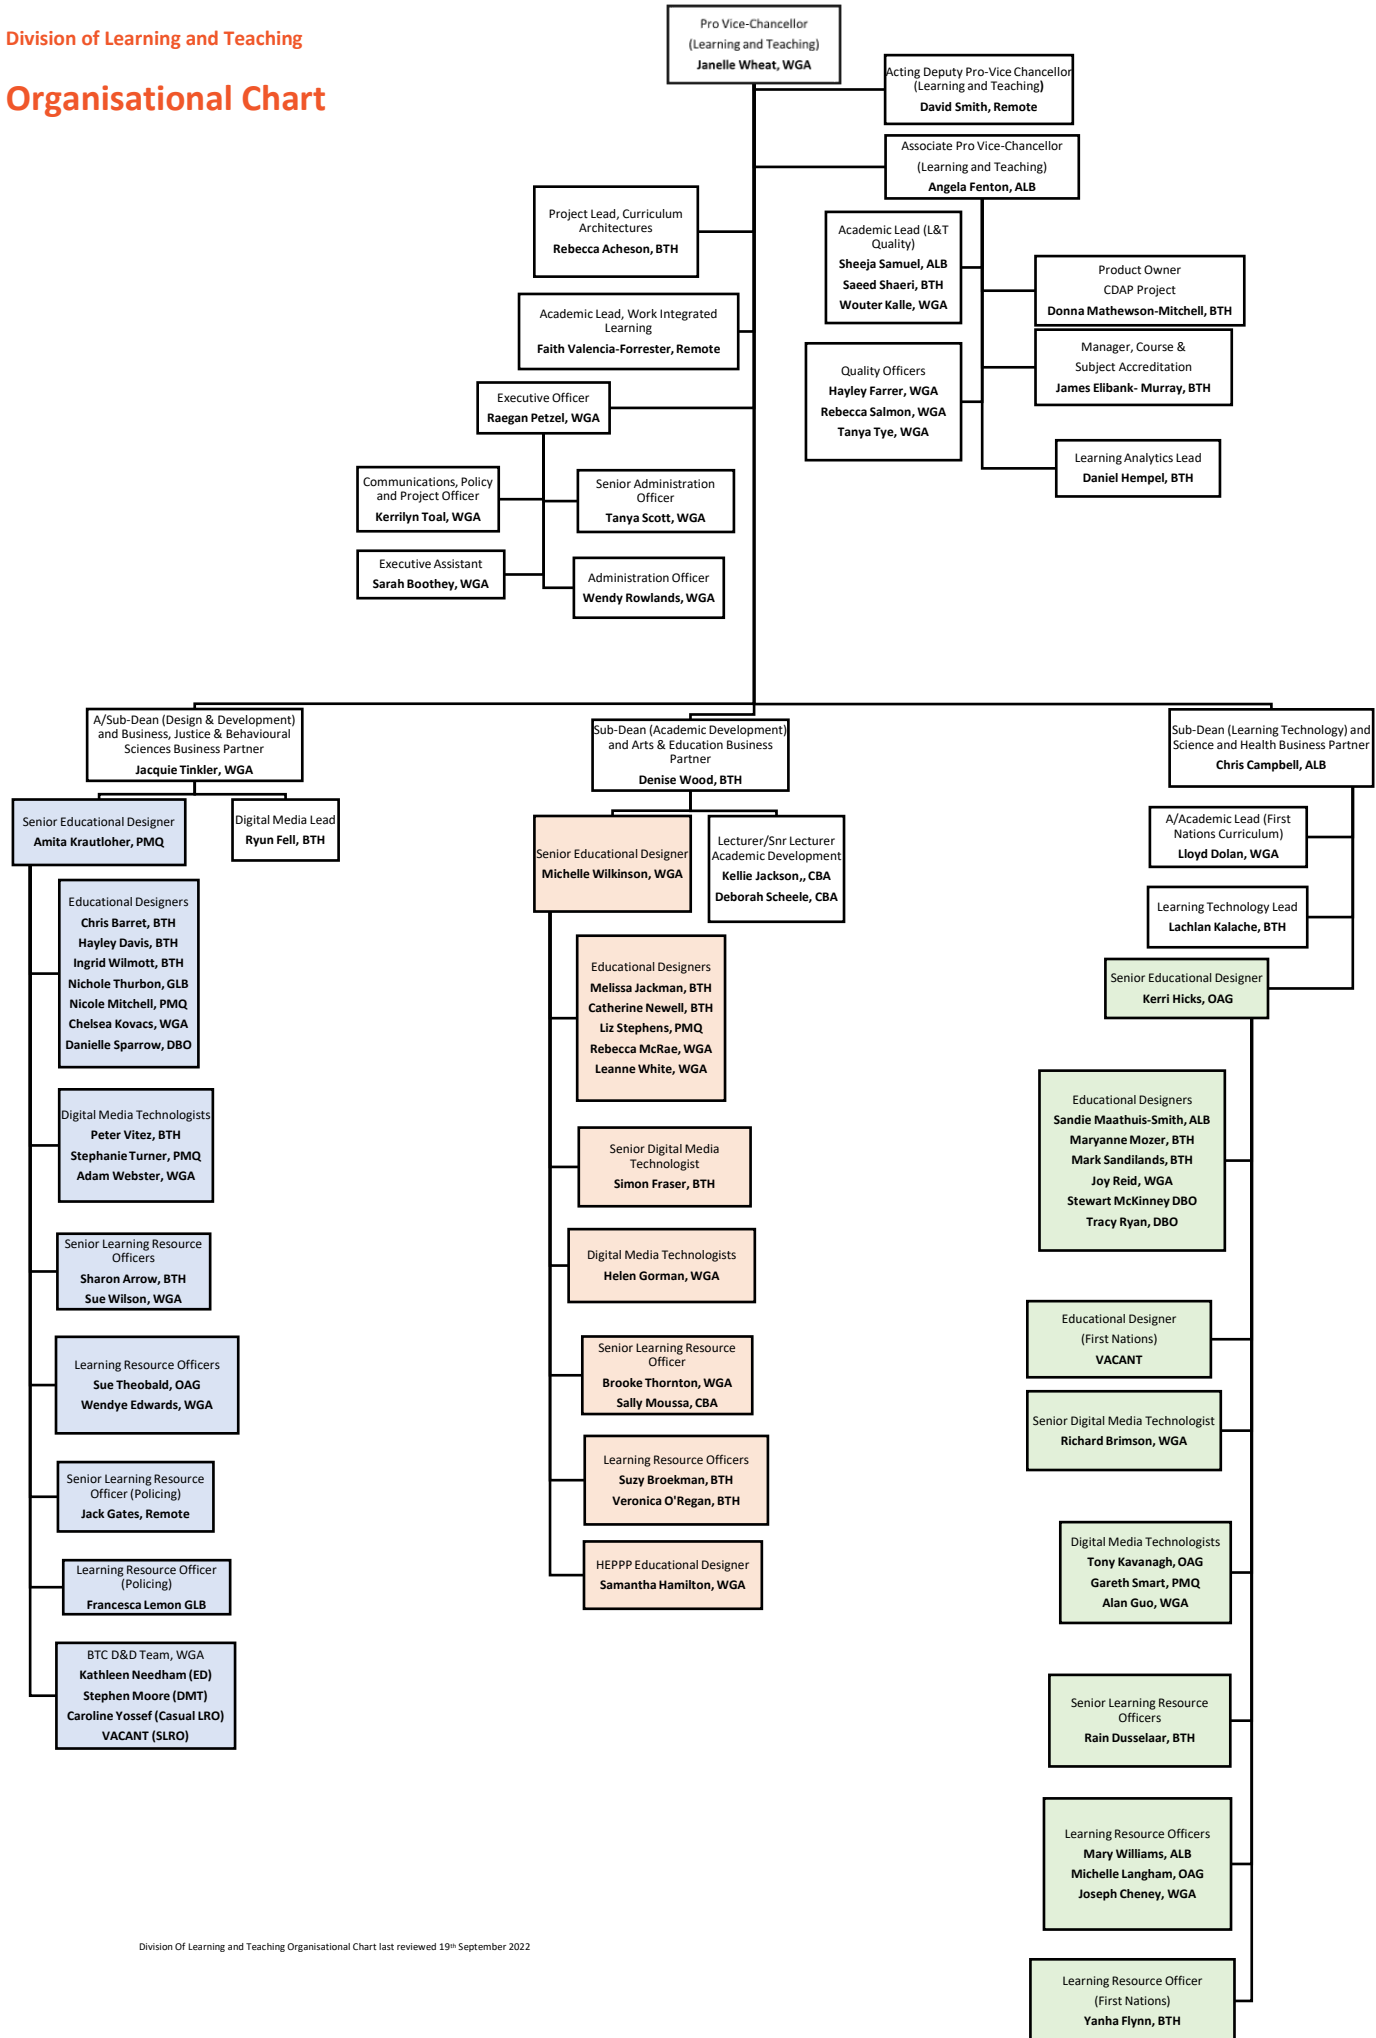 Division of Learning and Teaching
Organisational Chart
Pro Vice-Chancellor
(Learning and Teaching)
Janelle Wheat, WGA
Acting Deputy Pro-Vice Chancellor
(Learning and Teaching)
David Smith, Remote
Associate Pro Vice-Chancellor
(Learning and Teaching)
Angela Fenton, ALB
Project Lead, Curriculum
Architectures
Rebecca Acheson, BTH
Academic Lead, Work Integrated
Learning
Faith Valencia-Forrester, Remote
Executive Officer
Raegan Petzel, WGA
Communications, Policy
and Project Officer
Kerrilyn Toal, WGA
Senior Administration
Officer
Tanya Scott, WGA
Executive Assistant
Sarah Boothey, WGA
Administration Officer
Wendy Rowlands, WGA
Academic Lead (L&T
Quality)
Sheeja Samuel, ALB
Saeed Shaeri, BTH
Wouter Kalle, WGA
Product Owner
CDAP Project
Donna Mathewson-Mitchell, BTH
Quality Officers
Hayley Farrer, WGA
Rebecca Salmon, WGA
Tanya Tye, WGA
Manager, Course &
Subject Accreditation
James Elibank- Murray, BTH
Learning Analytics Lead
Daniel Hempel, BTH
A/Sub-Dean (Design & Development)
and Business, Justice & Behavioural
Sciences Business Partner
Jacquie Tinkler, WGA
Senior Educational Designer
Amita Krautloher, PMQ
Digital Media Lead
Ryun Fell, BTH
Educational Designers
Chris Barret, BTH
Hayley Davis, BTH
Ingrid Wilmott, BTH
Nichole Thurbon, GLB
Nicole Mitchell, PMQ
Chelsea Kovacs, WGA
Danielle Sparrow, DBO
Digital Media Technologists
Peter Vitez, BTH
Stephanie Turner, PMQ
Adam Webster, WGA
Senior Learning Resource
Officers
Sharon Arrow, BTH
Sue Wilson, WGA
Learning Resource Officers
Sue Theobald, OAG
Wendye Edwards, WGA
Senior Learning Resource
Officer (Policing)
Jack Gates, Remote
Learning Resource Officer
(Policing)
Francesca Lemon GLB
BTC D&D Team, WGA
Kathleen Needham (ED)
Stephen Moore (DMT)
Caroline Yossef (Casual LRO)
VACANT (SLRO)
Sub-Dean (Academic Development)
and Arts & Education Business
Partner
Denise Wood, BTH
Senior Educational Designer
Michelle Wilkinson, WGA
Lecturer/Snr Lecturer
Academic Development
Kellie Jackson,, CBA
Deborah Scheele, CBA
Educational Designers
Melissa Jackman, BTH
Catherine Newell, BTH
Liz Stephens, PMQ
Rebecca McRae, WGA
Leanne White, WGA
Senior Digital Media
Technologist
Simon Fraser, BTH
Digital Media Technologists
Helen Gorman, WGA
Senior Learning Resource
Officer
Brooke Thornton, WGA
Sally Moussa, CBA
Learning Resource Officers
Suzy Broekman, BTH
Veronica O'Regan, BTH
HEPPP Educational Designer
Samantha Hamilton, WGA
Sub-Dean (Learning Technology) and
Science and Health Business Partner
Chris Campbell, ALB
A/Academic Lead (First
Nations Curriculum)
Lloyd Dolan, WGA
Learning Technology Lead
Lachlan Kalache, BTH
Senior Educational Designer
Kerri Hicks, OAG
Educational Designers
Sandie Maathuis-Smith, ALB
Maryanne Mozer, BTH
Mark Sandilands, BTH
Joy Reid, WGA
Stewart McKinney DBO
Tracy Ryan, DBO
Educational Designer
(First Nations)
VACANT
Senior Digital Media Technologist
Richard Brimson, WGA
Digital Media Technologists
Tony Kavanagh, OAG
Gareth Smart, PMQ
Alan Guo, WGA
Senior Learning Resource
Officers
Rain Dusselaar, BTH
Learning Resource Officers
Mary Williams, ALB
Michelle Langham, OAG
Joseph Cheney, WGA
Learning Resource Officer
(First Nations)
Yanha Flynn, BTH
Division Of Learning and Teaching Organisational Chart last reviewed 19th September 2022